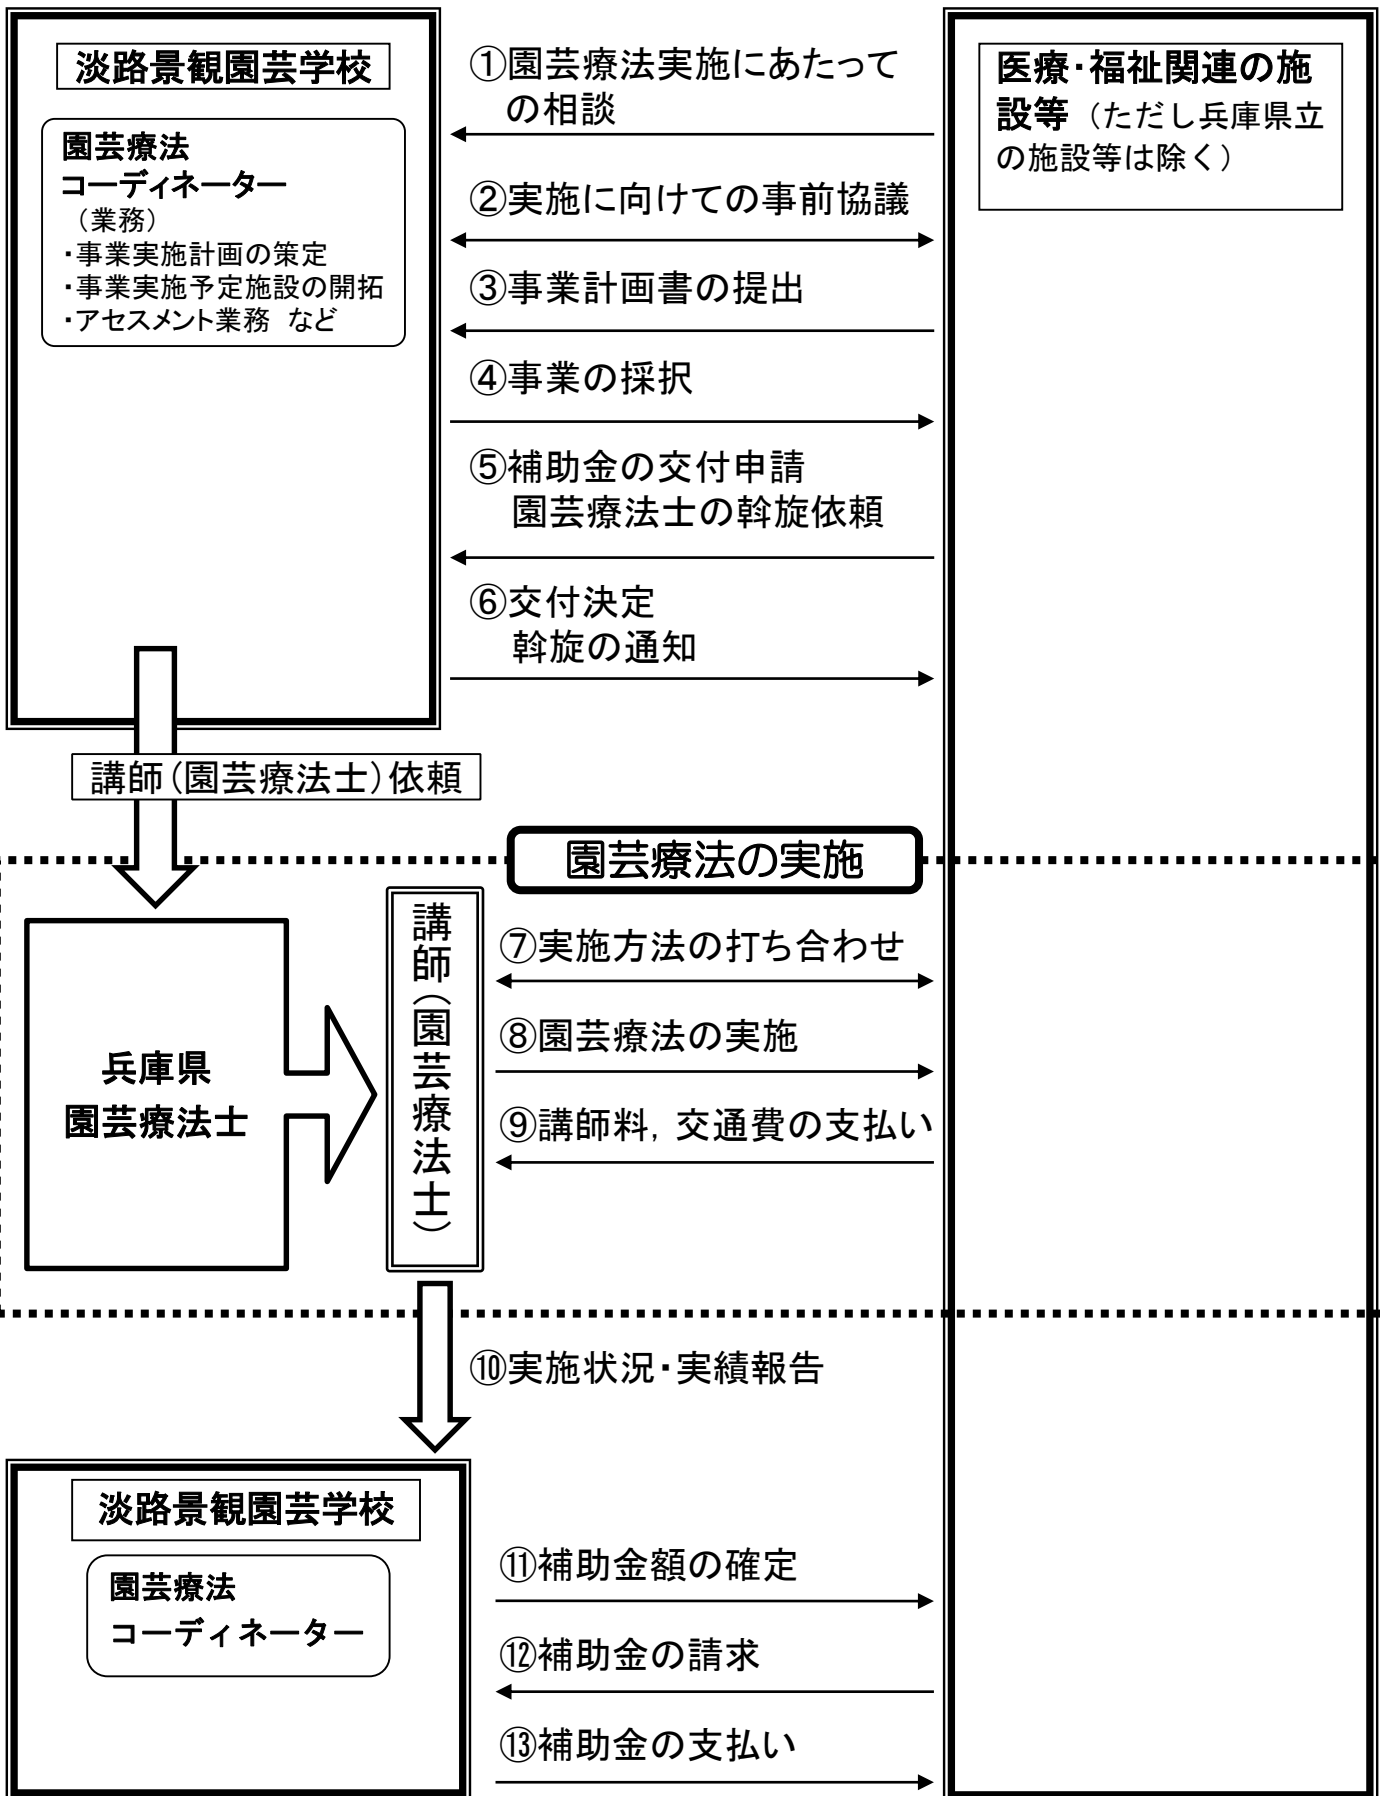 淡路景観園芸学校
園芸療法
コーディネーター
（業務）
・事業実施計画の策定
・事業実施予定施設の開拓
・アセスメント業務 など
①園芸療法実施にあたって
の相談
②実施に向けての事前協議
③事業計画書の提出
④事業の採択
⑤補助金の交付申請
園芸療法士の斡旋依頼
⑥交付決定
斡旋の通知
医療・福祉関連の施
設等（ただし兵庫県立
の施設等は除く）
講師（園芸療法士）依頼
園芸療法の実施
兵庫県
園芸療法士
講師（園芸療法士）
⑦実施方法の打ち合わせ
⑧園芸療法の実施
⑨講師料，交通費の支払い
⑩実施状況・実績報告
淡路景観園芸学校
園芸療法
コーディネーター
⑪補助金額の確定
⑫補助金の請求
⑬補助金の支払い